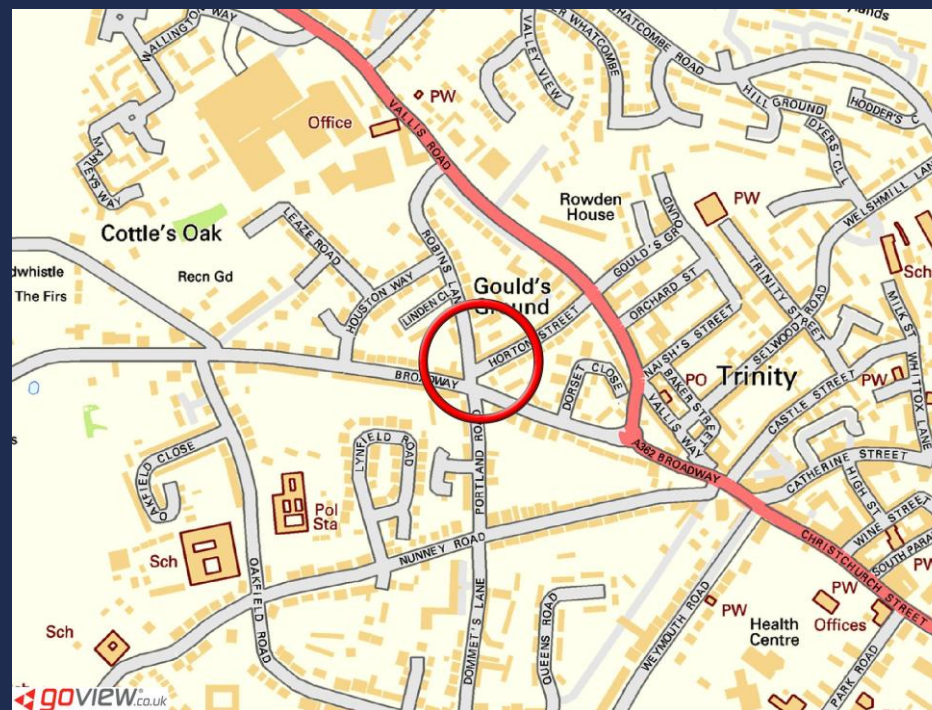 WALLINGTON WAY
WHATCOMBE
WHATCOMBE ROAD
VALLEY VIEW
VALLIS ROAD
PW
Office
HILL GROUND
HODDER'S
DYERS' CL
MARLEYS WAY
WELSHMILL LANE
Rowden
House
PW
Cottle's Oak
LEAZE ROAD
ROBINS LANE
GOULD'S GROUND
TRINITY STREET
Sch
dwhistle
Recn Gd
The Firs
HOUSTON WAY
LINDEN CL
Gould's
Ground
ORCHARD ST
SELWOOD ROAD
MILK ST
HORTON STREET
NAISH'S STREET
WHITTOX LANE
BROADWAY
DORSET CLOSE
PO
BAKER STREET
Trinity
PW
VALLIS WAY
CASTLE STREET
OAKFIELD CLOSE
LYNFIELD ROAD
PORTLAND ROAD
A362 BROADWAY
CATHERINE STREET
HIGH ST
Pol
Sta
WINE STREET
Sch
NUNNEY ROAD
CHRISTCHURCH STREET
SOUTH PARA
PW
OAKFIELD ROAD
DOMMET'S LANE
QUEENS ROAD
WEYMOUTH ROAD
PW
PW
Sch
Health
Centre
Offices
PARK ROAD
PW
goview.co.uk